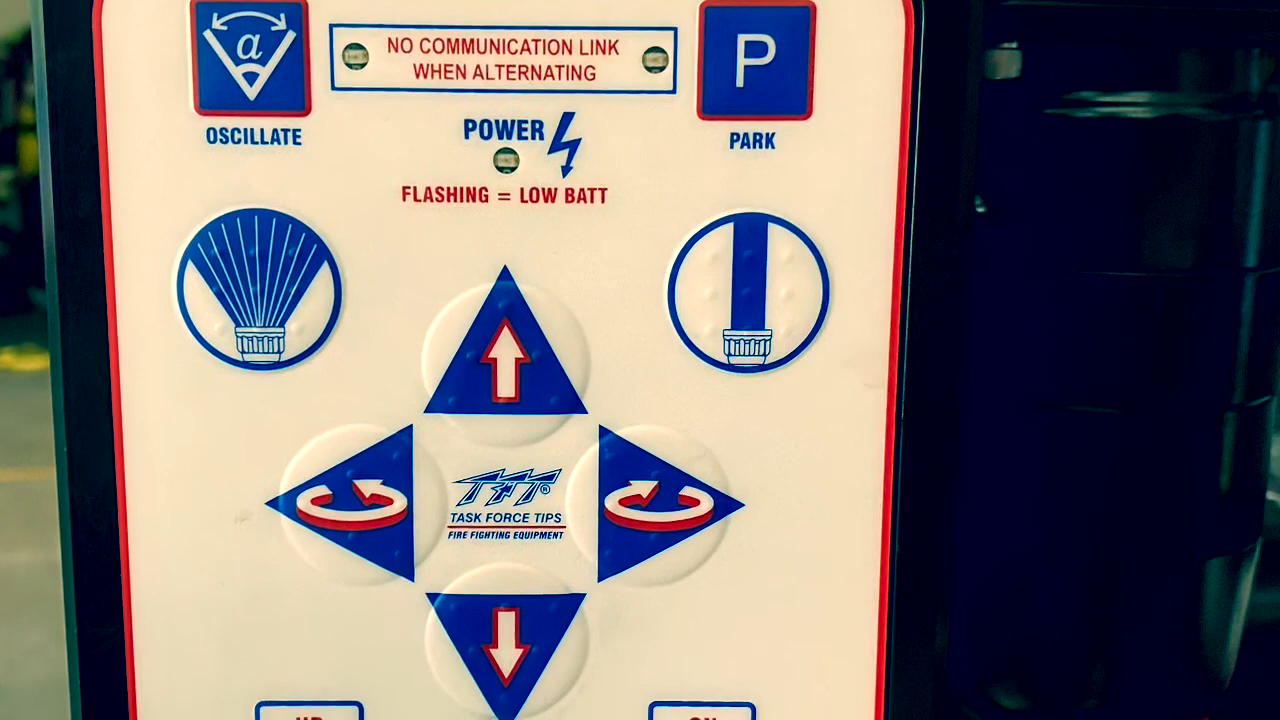 α
NO COMMUNICATION LINK
WHEN ALTERNATING
P
OSCILLATE
POWER
PARK
FLASHING = LOW BATT
TFT®
TASK FORCE TIPS
FIRE FIGHTING EQUIPMENT